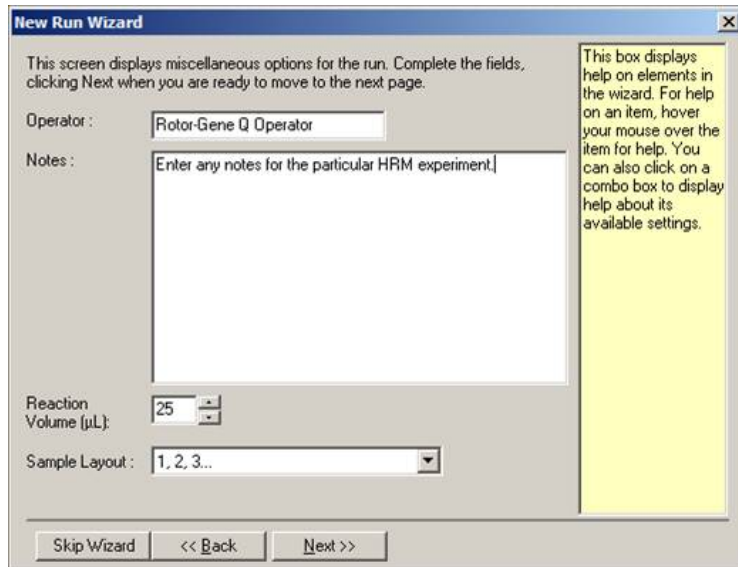 New Run Wizard
This screen displays miscellaneous options for the run. Complete the fields,
clicking Next when you are ready to move to the next page.
Operator :
Rotor-Gene Q Operator
Notes :
Enter any notes for the particular HRM experiment.
Reaction
Volume (µL):
25
Sample Layout :
1, 2, 3...
This box displays
help on elements in
the wizard. For help
on an item, hover
your mouse over the
item for help. You
can also click on a
combo box to display
help about its
available settings.
Skip Wizard
<< Back
Next >>